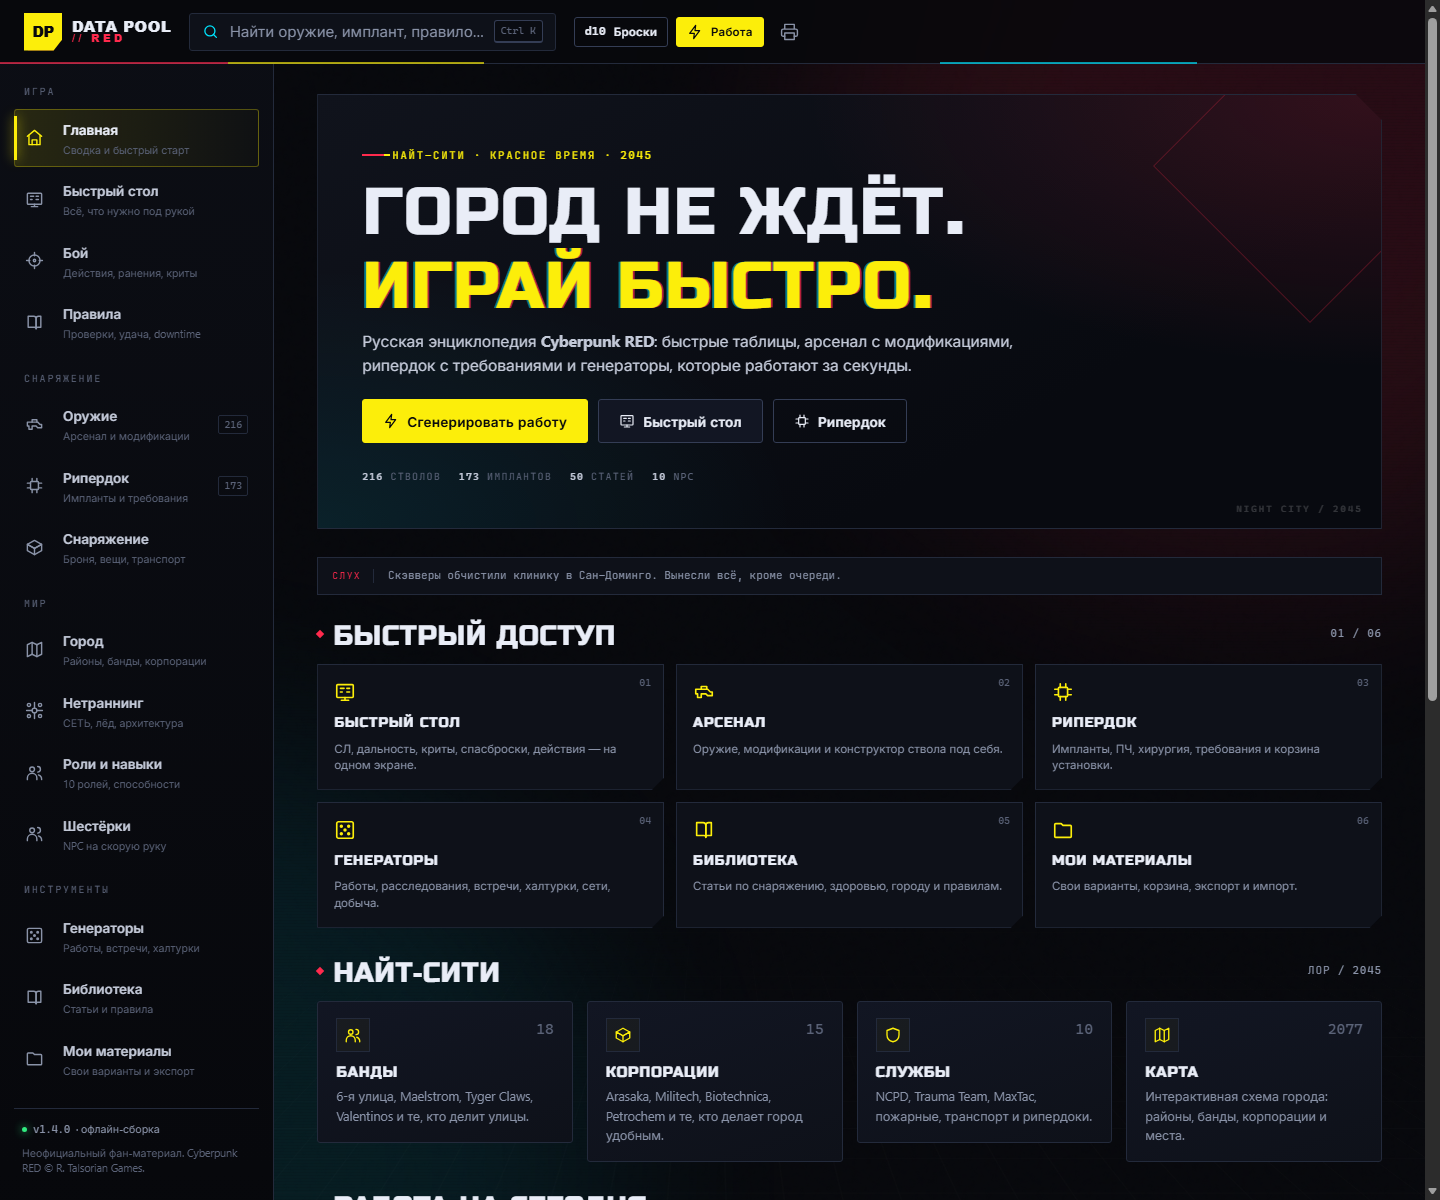 DP
DATA POOL
// RED
Найти оружие, имплант, правило...
Ctrl K
d10 Броски
Работа
ИГРА
Главная
Сводка и быстрый старт
Быстрый стол
Всё, что нужно под рукой
Бой
Действия, ранения, криты
Правила
Проверки, удача, downtime
СНАРЯЖЕНИЕ
Оружие
Арсенал и модификации
216
Рипердок
Импланты и требования
173
Снаряжение
Броня, вещи, транспорт
МИР
Город
Районы, банды, корпорации
Нетраннинг
СЕТЬ, лёд, архитектура
Роли и навыки
10 ролей, способности
Шестёрки
NPC на скорую руку
ИНСТРУМЕНТЫ
Генераторы
Работы, встречи, халтурки
Библиотека
Статьи и правила
Мои материалы
Свои варианты и экспорт
v1.4.0 · офлайн-сборка
Неофициальный фан-материал. Cyberpunk
RED © R. Talsorian Games.
НАЙТ-СИТИ · КРАСНОЕ ВРЕМЯ · 2045
ГОРОД НЕ ЖДЁТ.
ИГРАЙ БЫСТРО.
Русская энциклопедия Cyberpunk RED: быстрые таблицы, арсенал с модификациями,
рипердок с требованиями и генераторы, которые работают за секунды.
Сгенерировать работу
Быстрый стол
Рипердок
216 СТВОЛОВ 173 ИМПЛАНТОВ 50 СТАТЕЙ 10 NPC
NIGHT CITY / 2045
СЛУХ
Скэвверы обчистили клинику в Сан-Доминго. Вынесли всё, кроме очереди.
БЫСТРЫЙ ДОСТУП
01 / 06
01
БЫСТРЫЙ СТОЛ
СЛ, дальность, криты, спасброски, действия — на
одном экране.
02
АРСЕНАЛ
Оружие, модификации и конструктор ствола под себя.
03
РИПЕРДОК
Импланты, ПЧ, хирургия, требования и корзина
установки.
04
ГЕНЕРАТОРЫ
Работы, расследования, встречи, халтурки, сети,
добыча.
05
БИБЛИОТЕКА
Статьи по снаряжению, здоровью, городу и правилам.
06
МОИ МАТЕРИАЛЫ
Свои варианты, корзина, экспорт и импорт.
НАЙТ-СИТИ
ЛОР / 2045
18
БАНДЫ
6-я улица, Maelstrom, Tyger Claws,
Valentinos и те, кто делит улицы.
15
КОРПОРАЦИИ
Arasaka, Militech, Biotechnica,
Petrochem и те, кто делает город
удобным.
10
СЛУЖБЫ
NCPD, Trauma Team, MaxTac,
пожарные, транспорт и рипердоки.
2077
КАРТА
Интерактивная схема города:
районы, банды, корпорации и
места.
РАБОТА НА СЕГОДНЯ